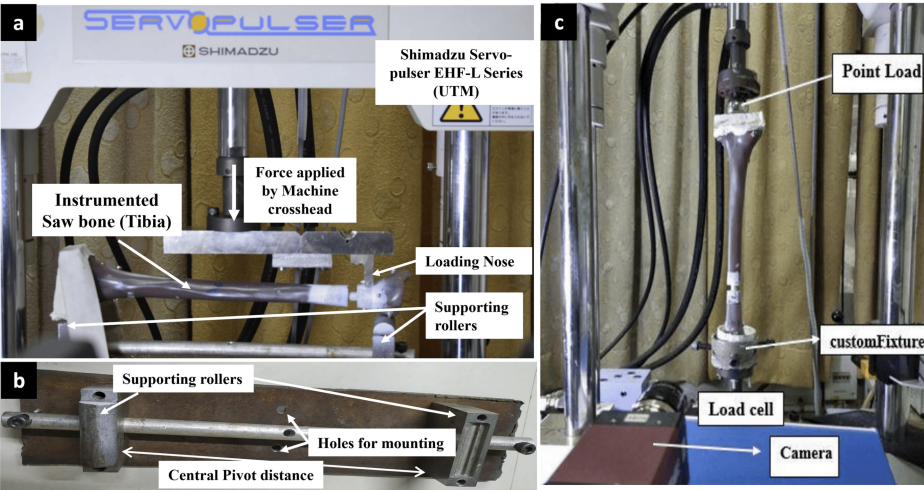 a
SERVOPULSER
SHIMADZU
Shimadzu Servo-
pulser EHF-L Series
(UTM)
Force applied
by Machine
crosshead
Instrumented
Saw bone (Tibia)
Loading Nose
Supporting
rollers
b
Supporting rollers
Holes for mounting
Central Pivot distance
c
Point Load
customFixture
Load cell
Camera